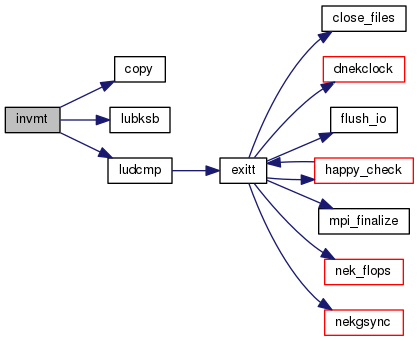 invmt
copy
lubksb
ludcmp
exitt
close_files
dnekclock
flush_io
happy_check
mpi_finalize
nek_flops
nekgsync